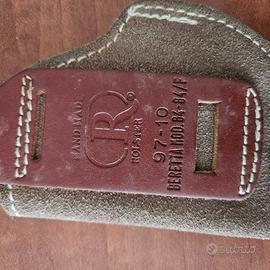 HAND MADE
R®
HOLSTER
97-10
BERETTA MOD. 84-84/F
subito